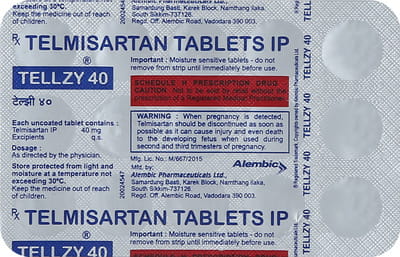 exceeding 30°C.
Keep the medicine out of reach
of children.
Alembic Pharmaceuticals Ltd.
Samardung Basti, Karek Block, Namthang Ilaka,
South Sikkim-737126.
Regd. Off. Alembic Road, Vadodara 390 003.
20024547
Rx TELMISARTAN TABLETS IP
TELLZY 40
टेल्झी ४०
Important : Moisture sensitive tablets - do not
remove from strip until immediately before use.
SCHEDULE H PRESCRIPTION DRUG
CAUTION Not to be sold by retail without the
prescription of a Registered Medical Practitioner.
WARNING : When pregnancy is detected,
Telmisartan should be discontinued as soon as
possible as it can cause injury and even death
to the developing fetus when used during
second and third trimesters of pregnancy.
Each uncoated tablet contains :
Telmisartan IP 40 mg
Excipients q.s.
Dosage :
As directed by the physician.
Store protected from light and
moisture at a temperature not
exceeding 30°C.
Keep the medicine out of reach
of children.
Mfg. Lic. No.: M/667/2015
Alembic
Mfd. by:
Alembic Pharmaceuticals Ltd.,
Samardung Basti, Karek Block, Namthang Ilaka,
South Sikkim-737126.
Regd. Off. Alembic Road, Vadodara 390 003.
20024547
Rx TELMISARTAN TABLETS IP
TELLZY 40
Important : Moisture sensitive tablets - do not
remove from strip until immediately before use.
TELLZY 40
TELLZY 40